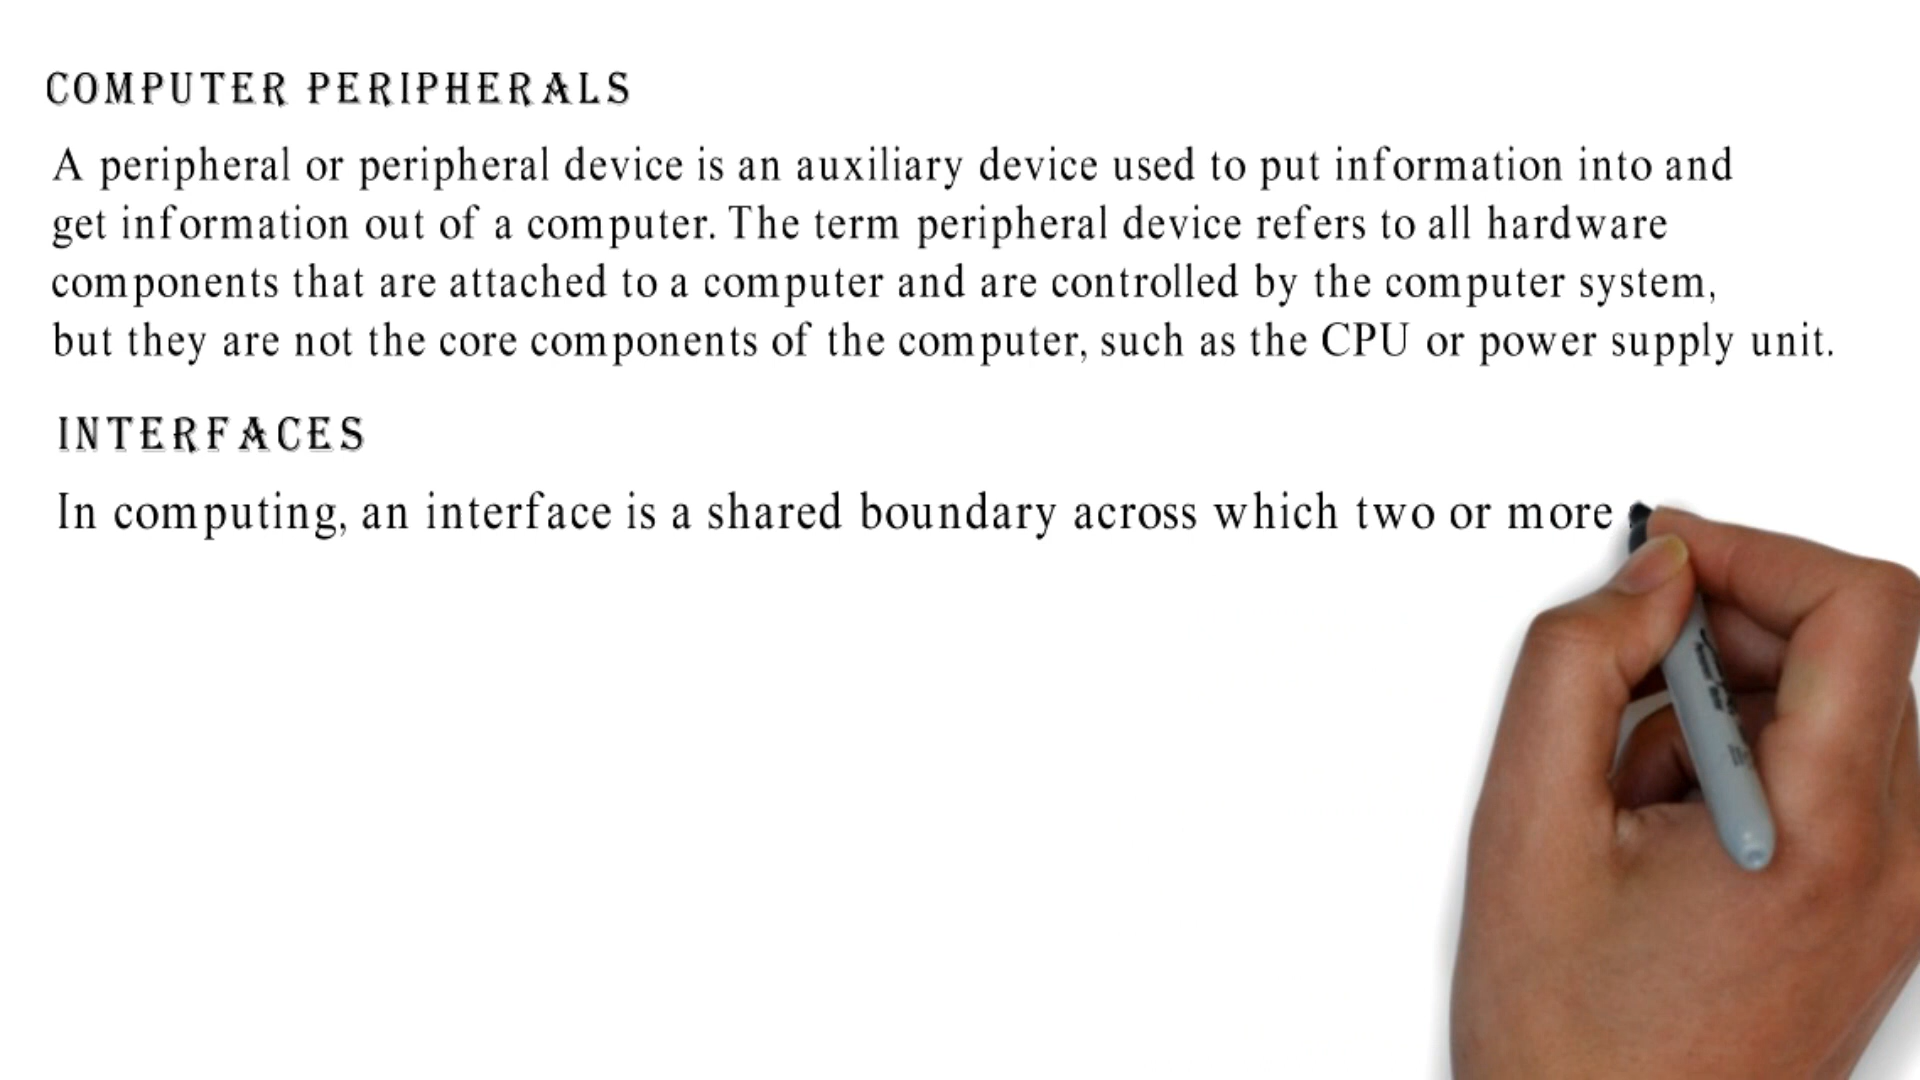 COMPUTER PERIPHERALS
A peripheral or peripheral device is an auxiliary device used to put information into and
get information out of a computer. The term peripheral device refers to all hardware
components that are attached to a computer and are controlled by the computer system,
but they are not the core components of the computer, such as the CPU or power supply unit.
INTERFACES
In computing, an interface is a shared boundary across which two or more